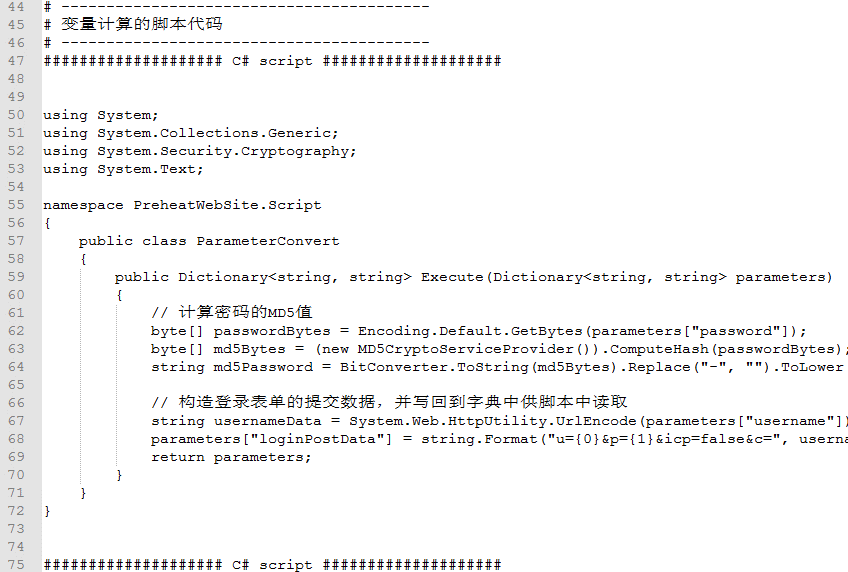 44 # -----------------------------------------
45 # 变量计算的脚本代码
46 # -----------------------------------------
47 #################### C# script ####################
48
49
50 using System;
51 using System.Collections.Generic;
52 using System.Security.Cryptography;
53 using System.Text;
54
55 namespace PreheatWebSite.Script
56 {
57     public class ParameterConvert
58     {
59         public Dictionary<string, string> Execute(Dictionary<string, string> parameters)
60         {
61             // 计算密码的MD5值
62             byte[] passwordBytes = Encoding.Default.GetBytes(parameters["password"]);
63             byte[] md5Bytes = (new MD5CryptoServiceProvider()).ComputeHash(passwordBytes);
64             string md5Password = BitConverter.ToString(md5Bytes).Replace("-", "").ToLower
65
66             // 构造登录表单的提交数据，并写回到字典中供脚本中读取
67             string usernameData = System.Web.HttpUtility.UrlEncode(parameters["username"])
68             parameters["loginPostData"] = string.Format("u={0}&p={1}&icp=false&c=", userna
69             return parameters;
70         }
71     }
72 }
73
74
75 #################### C# script ####################